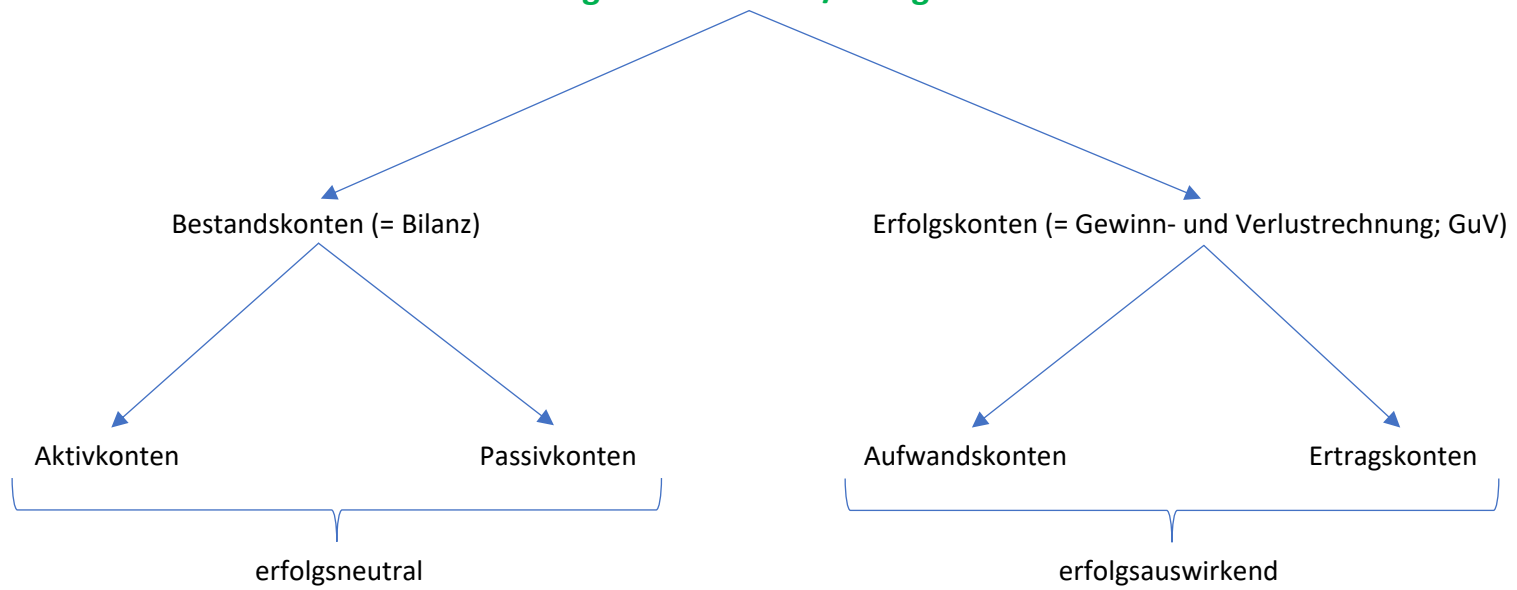 Bestandskonten (= Bilanz)
Erfolgskonten (= Gewinn- und Verlustrechnung; GuV)
Aktivkonten
Passivkonten
Aufwandskonten
Ertragskonten
erfolgsneutral
erfolgsauswirkend